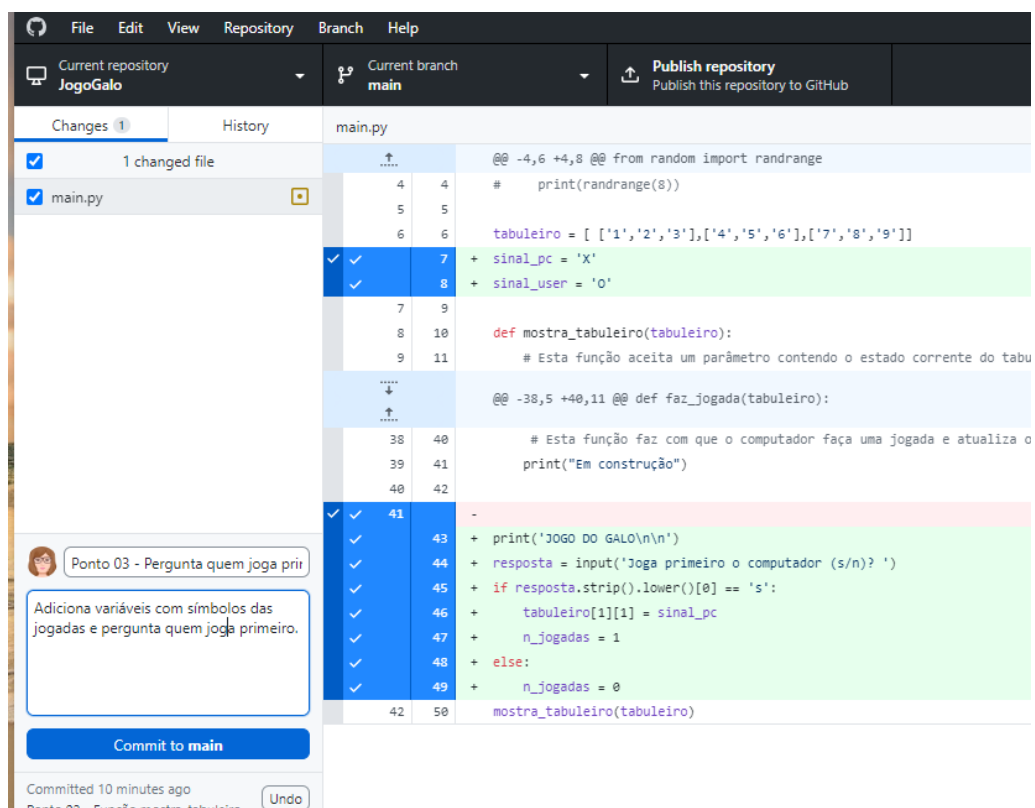 File Edit View Repository Branch Help
Current repository
JogoGalo
Current branch
main
Publish repository
Publish this repository to GitHub
Changes 1 History
1 changed file
main.py
main.py
@@ -4,6 +4,8 @@ from random import randrange
4 4 #     print(randrange(8))
5 5
6 6 tabuleiro = [ ['1','2','3'],['4','5','6'],['7','8','9']]
7 + sinal_pc = 'X'
8 + sinal_user = 'O'
7 9
8 10 def mostra_tabuleiro(tabuleiro):
9 11     # Esta função aceita um parâmetro contendo o estado corrente do tabu
@@ -38,5 +40,11 @@ def faz_jogada(tabuleiro):
38 40      # Esta função faz com que o computador faça uma jogada e atualiza o
39 41     print("Em construção")
40 42
41 -
43 + print('JOGO DO GALO\n\n')
44 + resposta = input('Joga primeiro o computador (s/n)? ')
45 + if resposta.strip().lower()[0] == 's':
46 +     tabuleiro[1][1] = sinal_pc
47 +     n_jogadas = 1
48 + else:
49 +     n_jogadas = 0
42 50 mostra_tabuleiro(tabuleiro)
Ponto 03 - Pergunta quem joga prir
Adiciona variáveis com símbolos das
jogadas e pergunta quem joga primeiro.
Commit to main
Committed 10 minutes ago
Undo